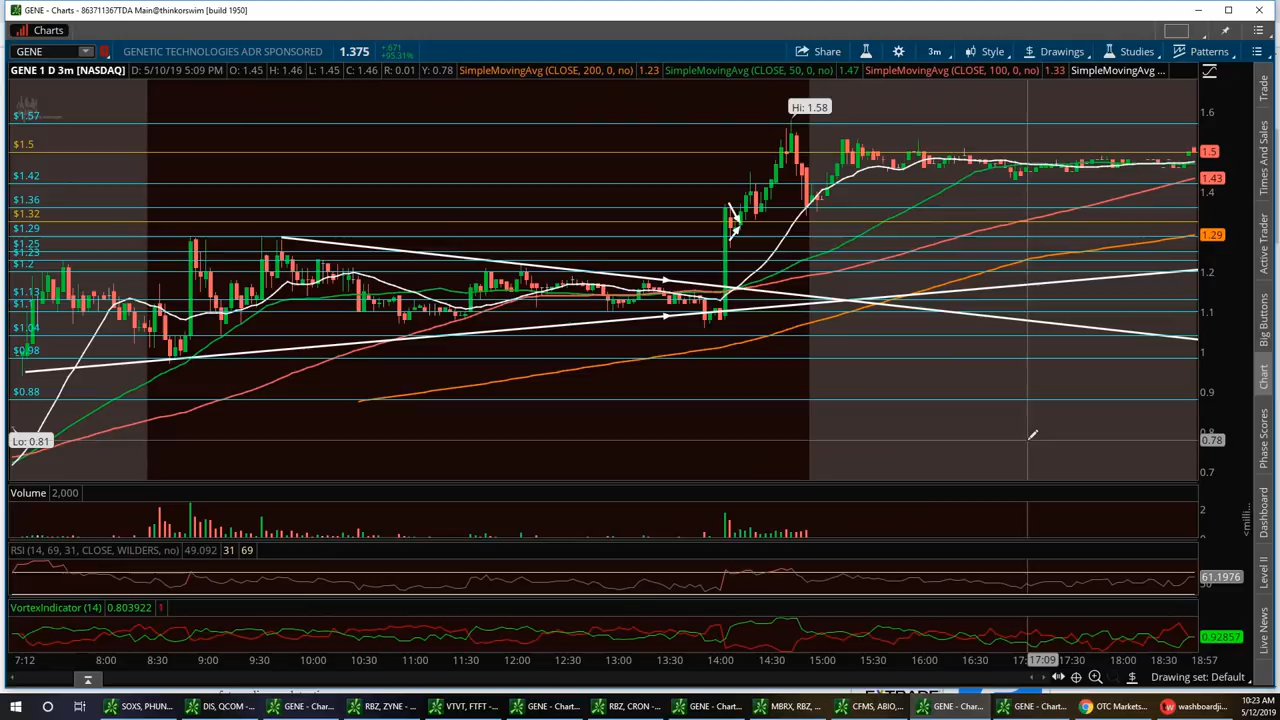 GENE - Charts - 863711367TDA Main@thinkorswim [build 1950]
Charts
GENE GENETIC TECHNOLOGIES ADR SPONSORED 1.375 +.671 +95.31% Share 3m Style Drawings Studies Patterns
GENE 1 D 3m [NASDAQ] D: 5/10/19 5:09 PM O: 1.45 H: 1.46 L: 1.45 C: 1.46 R: 0.01 Y: 0.78 SimpleMovingAvg (CLOSE, 200, 0, no) 1.23 SimpleMovingAvg (CLOSE, 50, 0, no) 1.47 SimpleMovingAvg (CLOSE, 100, 0, no) 1.33 SimpleMovingAvg ...
Trade
Times And Sales
Active Trader
Big Buttons
Chart
Phase Scores
Dashboard
Level II
Live News
Hi: 1.58
$1.57
$1.5
$1.42
$1.36
$1.32
$1.29
$1.25
$1.23
$1.2
$1.13
$1.04
$0.98
$0.88
Lo: 0.81
1.6
1.5
1.43
1.4
1.29
1.2
1.1
1
0.9
0.78
0.7
Volume 2,000
2
RSI (14, 69, 31, CLOSE, WILDERS, no) 49.092 31 69
61.1976
VortexIndicator (14) 0.803922
0.92857
7:12 8:00 8:30 9:00 9:30 10:00 10:30 11:00 11:30 12:00 12:30 13:00 13:30 14:00 14:30 15:00 15:30 16:00 16:30 17:09 17:30 18:00 18:30 18:57
Drawing set: Default
SOXS, PHUN... DIS, QCOM -... GENE - Chart... RBZ, ZYNE - ... VTVT, FTFT - ... GENE - Chart... RBZ, CRON - ... GENE - Chart... MBRX, RBZ, ... CFMS, ABIO,... GENE - Char... GENE - Chart... OTC Markets... washboardji...
10:23 AM
5/12/2019